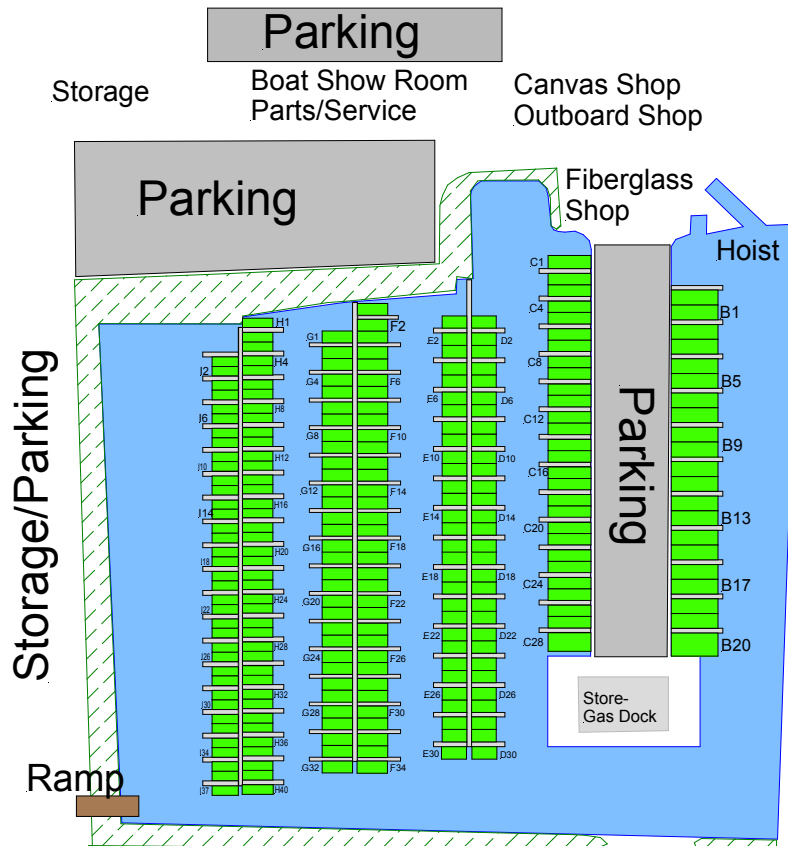 Parking
Storage
Boat Show Room
Parts/Service
Canvas Shop
Outboard Shop
Parking
Fiberglass
Shop
Hoist
Storage/Parking
Parking
Ramp
Store-
Gas Dock
J2
J6
J10
J14
J18
J22
J26
J30
J34
J37
H1
H4
H8
H12
H16
H20
H24
H28
H32
H36
H40
G1
G4
G8
G12
G16
G20
G24
G28
G32
F2
F6
F10
F14
F18
F22
F26
F30
F34
E2
E6
E10
E14
E18
E22
E26
E30
D2
D6
D10
D14
D18
D22
D26
D30
C1
C4
C8
C12
C16
C20
C24
C28
B1
B5
B9
B13
B17
B20